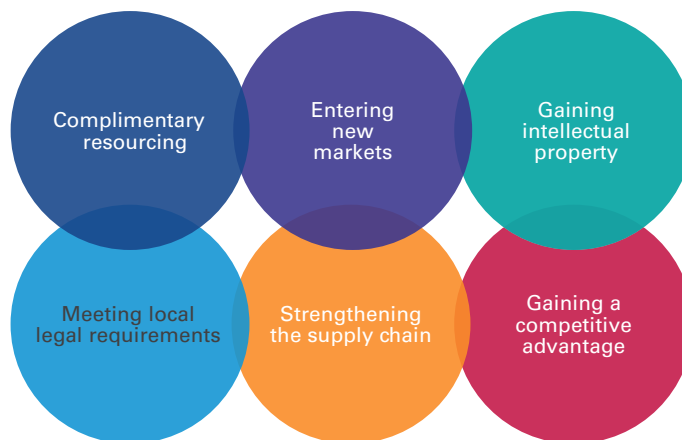 Complimentary
resourcing
Entering
new
markets
Gaining
intellectual
property
Meeting local
legal requirements
Strengthening
the supply chain
Gaining a
competitive
advantage